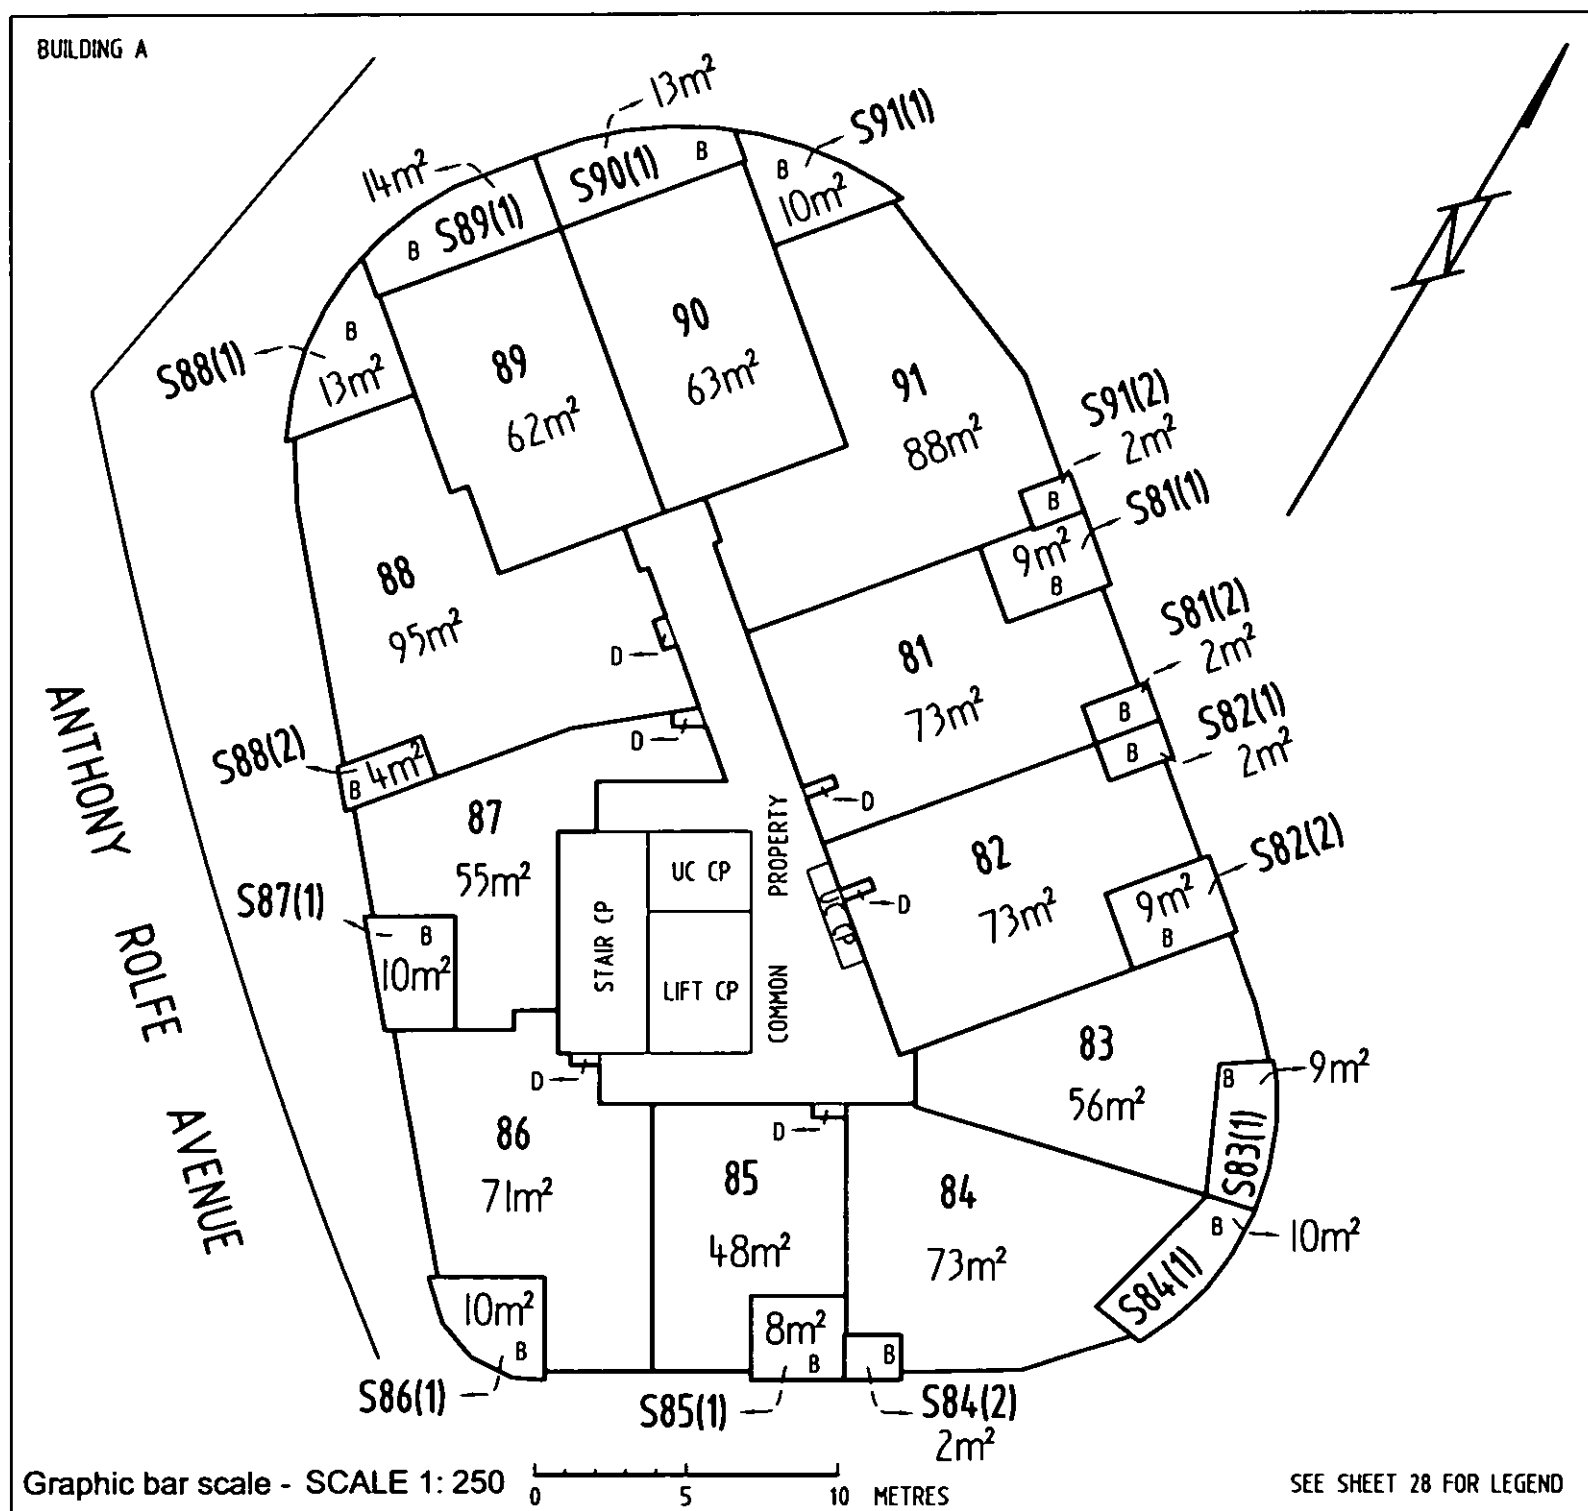 BUILDING A
13m²
S91(1)
14m²
S90(1)
B
B
10m²
S89(1)
B
B
S88(1)
13m²
90
63m²
89
62m²
91
88m²
S91(2)
2m²
B
S81(1)
9m²
B
88
95m²
D
S81(2)
2m²
81
73m²
B
S82(1)
2m²
B
D
S88(2)
4m²
B
D
87
55m²
UC CP
STAIR CP
LIFT CP
COMMON PROPERTY
UC CP
D
82
73m²
S82(2)
9m²
B
S87(1)
B
10m²
83
56m²
B
9m²
S83(1)
D
D
86
71m²
85
48m²
84
73m²
B
10m²
S84(1)
10m²
B
S86(1)
8m²
B
S85(1)
B
S84(2)
2m²
ANTHONY ROLFE AVENUE
Graphic bar scale - SCALE 1: 250
0 5 10 METRES
SEE SHEET 28 FOR LEGEND
N